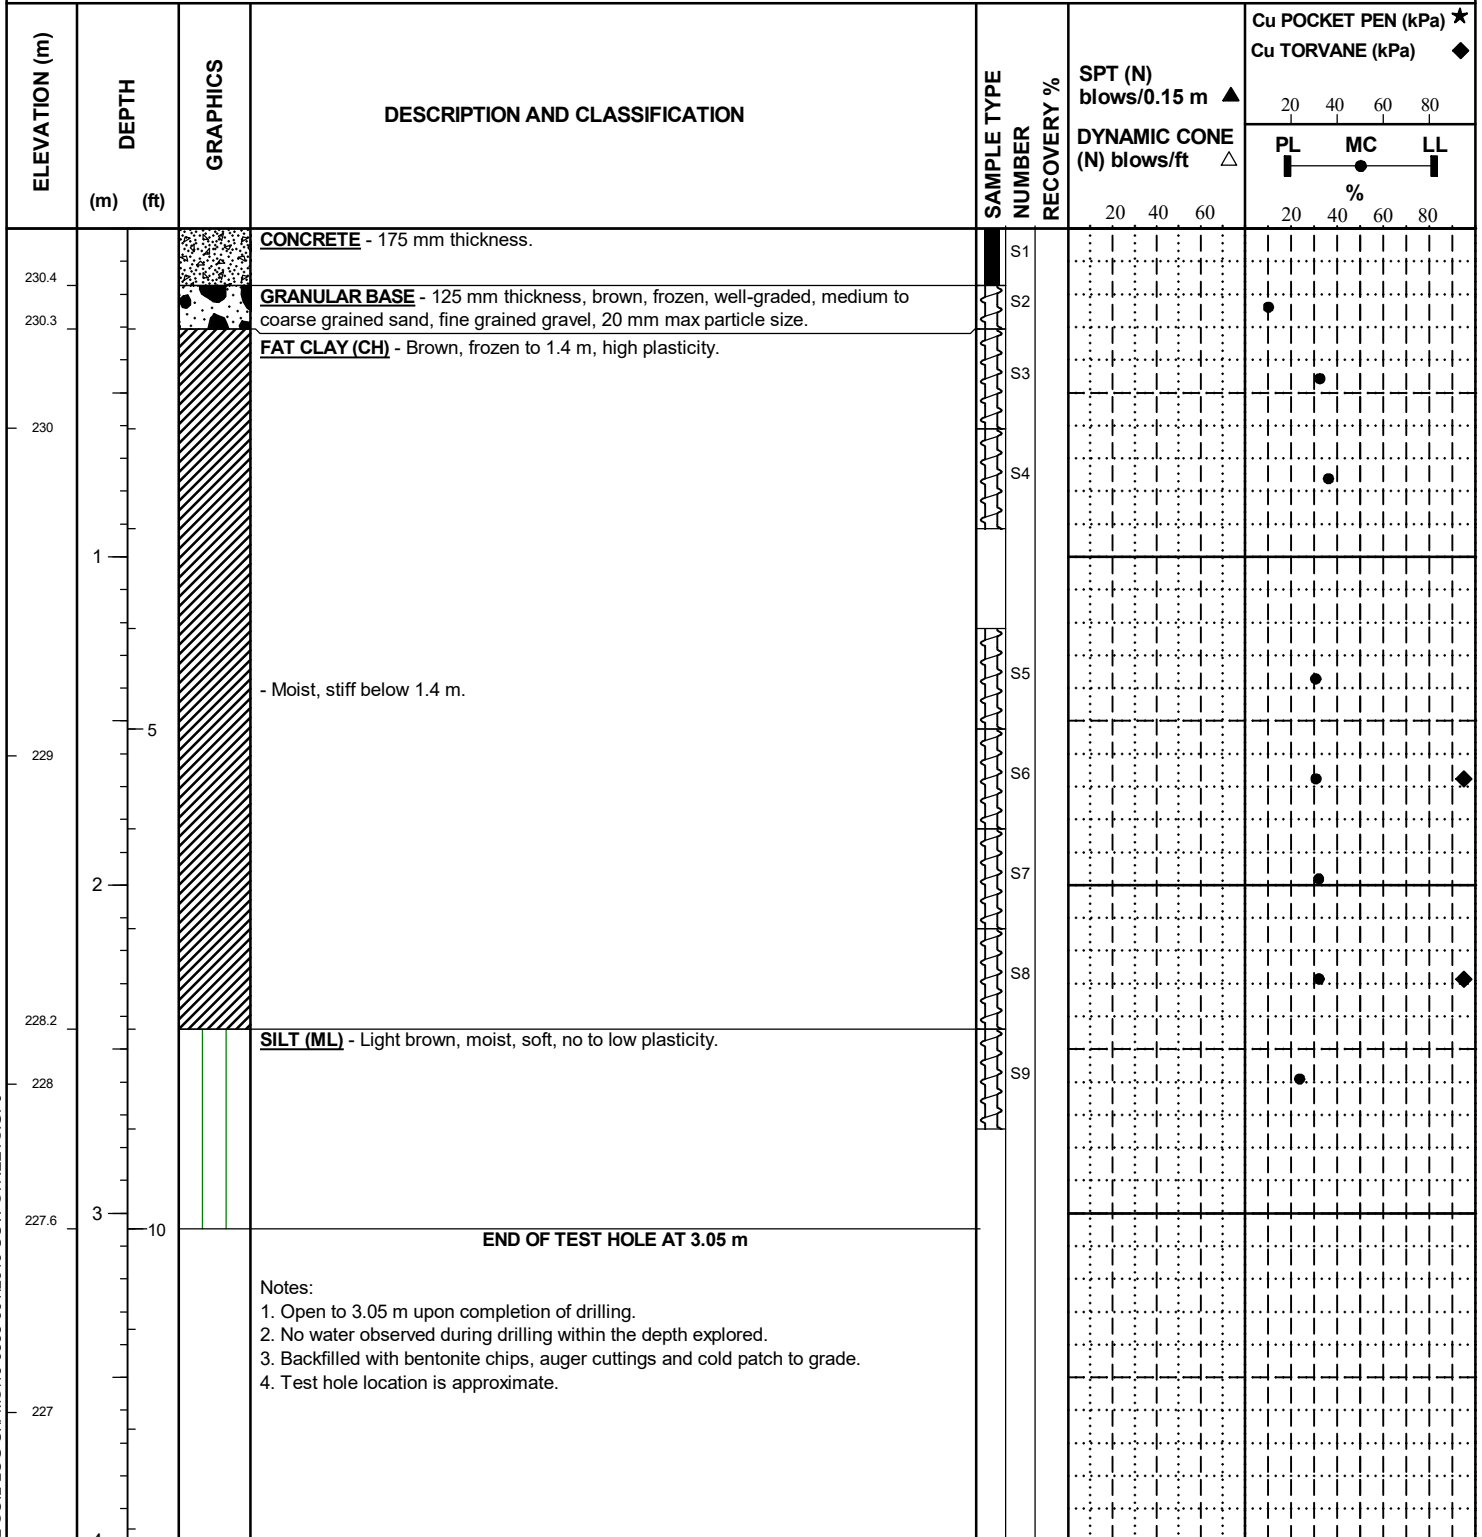 Cu POCKET PEN (kPa) ★
Cu TORVANE (kPa) ◆
ELEVATION (m)
DEPTH
(m) (ft)
GRAPHICS
DESCRIPTION AND CLASSIFICATION
SAMPLE TYPE
NUMBER
RECOVERY %
SPT (N)
blows/0.15 m ▲
DYNAMIC CONE
(N) blows/ft △
20 40 60
20 40 60 80
PL MC LL
%
20 40 60 80
CONCRETE - 175 mm thickness.
S1
230.4
GRANULAR BASE - 125 mm thickness, brown, frozen, well-graded, medium to
coarse grained sand, fine grained gravel, 20 mm max particle size.
S2
230.3
FAT CLAY (CH) - Brown, frozen to 1.4 m, high plasticity.
S3
230
S4
1
S5
- Moist, stiff below 1.4 m.
5
229
S6
S7
2
S8
228.2
SILT (ML) - Light brown, moist, soft, no to low plasticity.
S9
228
3
227.6
10
END OF TEST HOLE AT 3.05 m
Notes:
1. Open to 3.05 m upon completion of drilling.
2. No water observed during drilling within the depth explored.
3. Backfilled with bentonite chips, auger cuttings and cold patch to grade.
4. Test hole location is approximate.
227